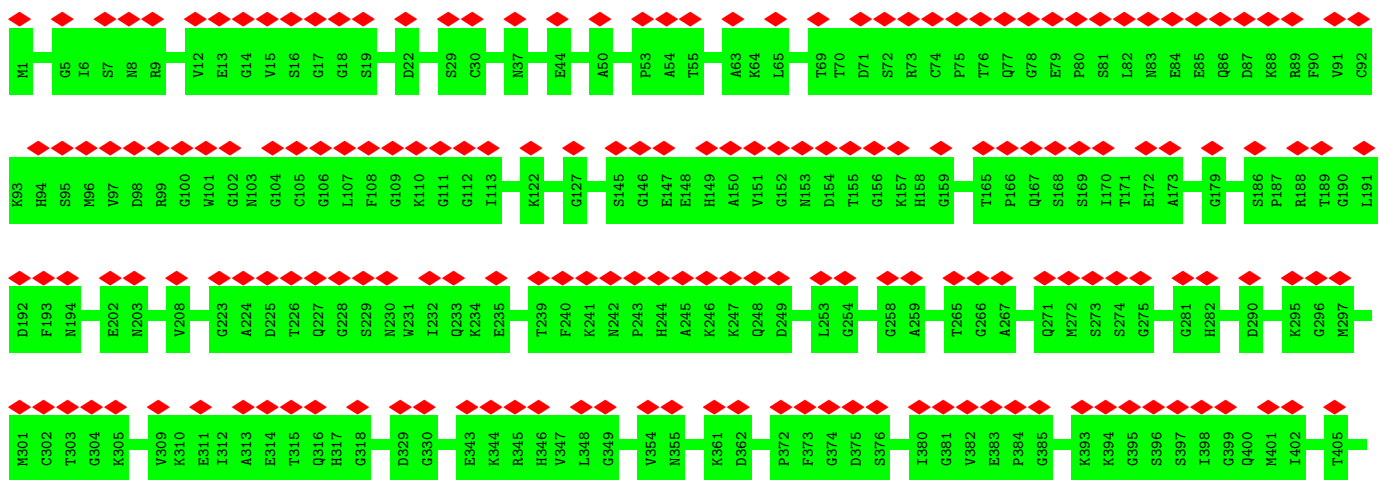 M1 G5 I6 S7 N8 R9 V12 E13 G14 V15 S16 G17 G18 S19 D22 S29 C30 N37 E44 A50 P53 A54 T55 A63 K64 L65 T69 T70 D71 S72 R73 C74 P75 T76 Q77 G78 E79 P80 S81 L82 N83 E84 E85 Q86 D87 K88 R89 F90 V91 C92
K93 H94 S95 M96 V97 D98 R99 G100 W101 G102 N103 G104 C105 G106 L107 F108 G109 K110 G111 G112 I113 K122 G127 S145 G146 E147 E148 H149 A150 V151 G152 N153 D154 T155 G156 K157 H158 G159 T165 P166 Q167 S168 S169 I170 T171 E172 A173 G179 S186 P187 R188 T189 G190 L191
D192 F193 N194 E202 N203 V208 G223 A224 D225 T226 Q227 G228 S229 N230 W231 I232 Q233 K234 E235 T239 F240 K241 N242 P243 H244 A245 K246 K247 Q248 D249 L253 G254 G258 A259 T265 G266 A267 Q271 M272 S273 S274 G275 G281 H282 D290 K295 G296 M297
M301 C302 T303 G304 K305 V309 K310 E311 I312 A313 E314 T315 Q316 H317 G318 D329 G330 E343 K344 R345 H346 V347 L348 G349 V354 N355 K361 D362 P372 F373 G374 D375 S376 I380 G381 V382 E383 P384 G385 K393 K394 G395 S396 S397 I398 G399 Q400 M401 I402 T405